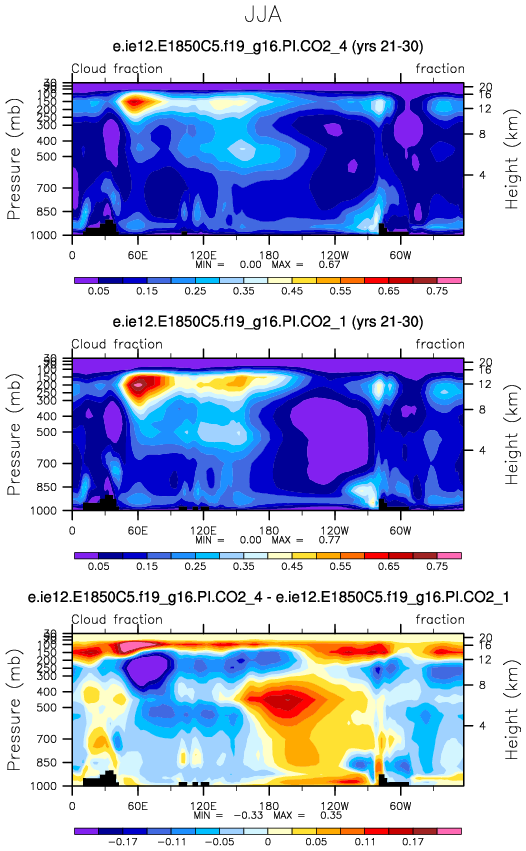 JJA
e.ie12.E1850C5.f19_g16.PI.CO2_4 (yrs 21-30)
Cloud fraction fraction
Pressure (mb)
100
150
200
250
300
400
500
700
850
1000
20
16
12
8
4
Height (km)
0 60E 120E 180 120W 60W
MIN = 0.00 MAX = 0.67
0.05 0.15 0.25 0.35 0.45 0.55 0.65 0.75
e.ie12.E1850C5.f19_g16.PI.CO2_1 (yrs 21-30)
Cloud fraction fraction
Pressure (mb)
100
150
200
250
300
400
500
700
850
1000
20
16
12
8
4
Height (km)
0 60E 120E 180 120W 60W
MIN = 0.00 MAX = 0.77
0.05 0.15 0.25 0.35 0.45 0.55 0.65 0.75
e.ie12.E1850C5.f19_g16.PI.CO2_4 - e.ie12.E1850C5.f19_g16.PI.CO2_1
Cloud fraction fraction
Pressure (mb)
100
150
200
250
300
400
500
700
850
1000
20
16
12
8
4
Height (km)
0 60E 120E 180 120W 60W
MIN = −0.33 MAX = 0.35
−0.17 −0.11 −0.05 0 0.05 0.11 0.17